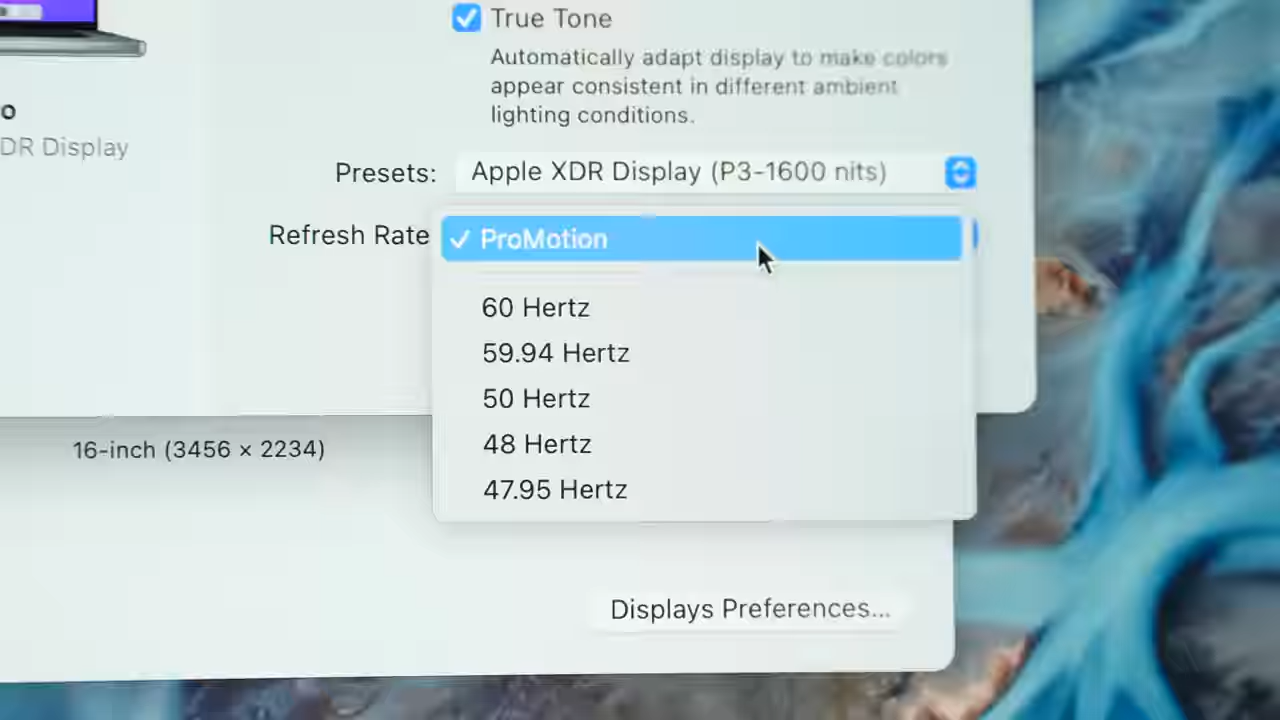 True Tone
Automatically adapt display to make colors
appear consistent in different ambient
lighting conditions.
o
DR Display
Presets: Apple XDR Display (P3-1600 nits)
Refresh Rate ✓ ProMotion
60 Hertz
59.94 Hertz
50 Hertz
48 Hertz
47.95 Hertz
16-inch (3456 × 2234)
Displays Preferences...